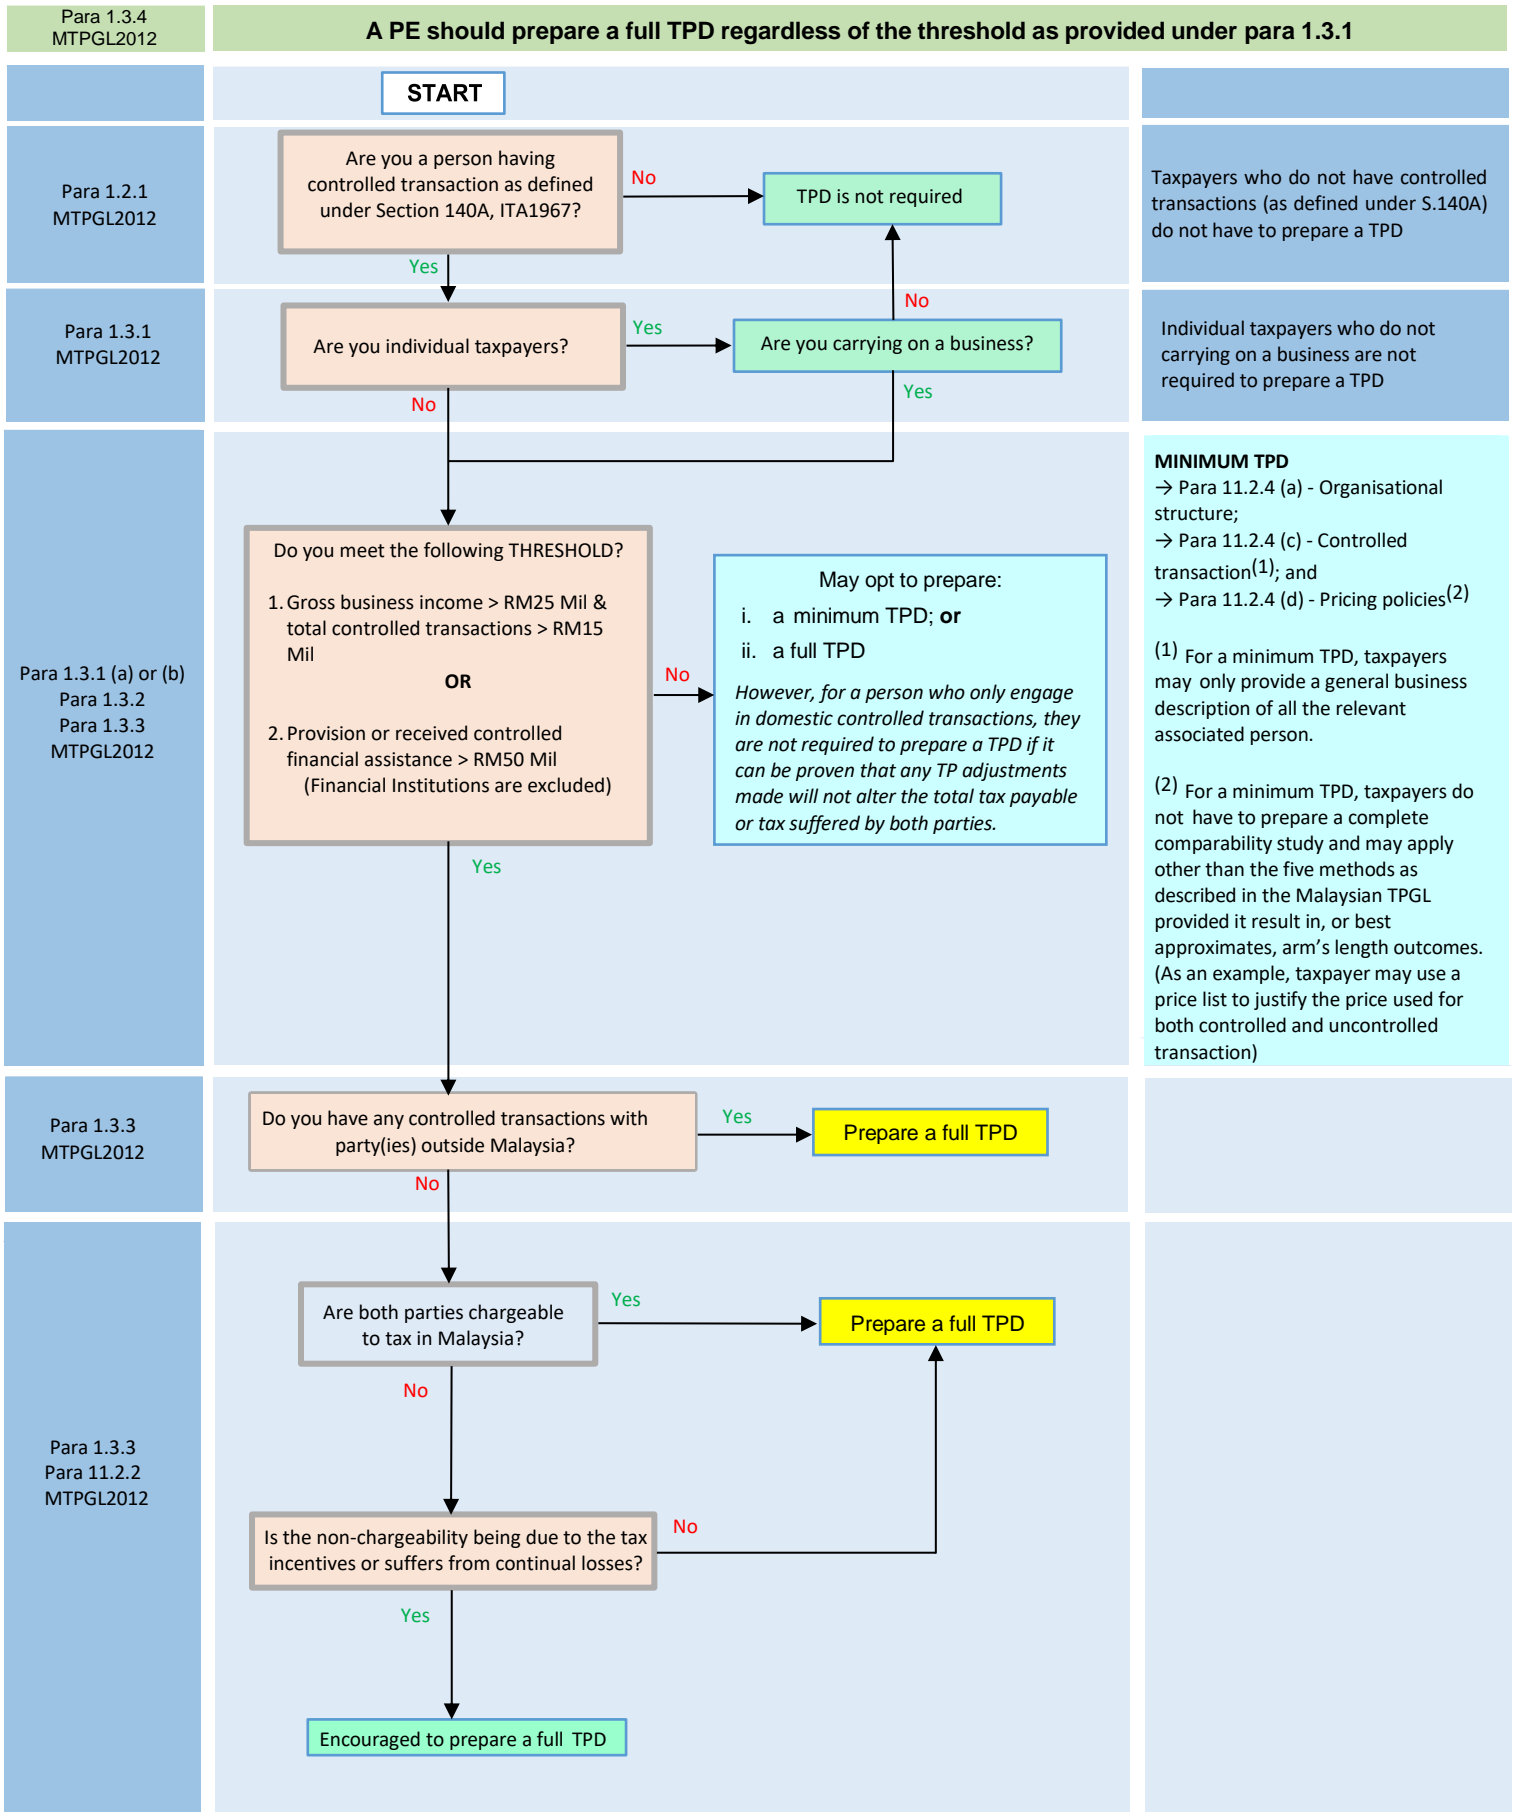 Para 1.3.4
MTPGL2012
A PE should prepare a full TPD regardless of the threshold as provided under para 1.3.1
START
Para 1.2.1
MTPGL2012
Are you a person having
controlled transaction as defined
under Section 140A, ITA1967?
No
TPD is not required
Taxpayers who do not have controlled
transactions (as defined under S.140A)
do not have to prepare a TPD
Yes
Para 1.3.1
MTPGL2012
Are you individual taxpayers?
Yes
Are you carrying on a business?
No
Individual taxpayers who do not
carrying on a business are not
required to prepare a TPD
No
Yes
Para 1.3.1 (a) or (b)
Para 1.3.2
Para 1.3.3
MTPGL2012
Do you meet the following THRESHOLD?
1. Gross business income > RM25 Mil &
total controlled transactions > RM15
Mil
OR
2. Provision or received controlled
financial assistance > RM50 Mil
(Financial Institutions are excluded)
No
May opt to prepare:
i. a minimum TPD; or
ii. a full TPD
However, for a person who only engage
in domestic controlled transactions, they
are not required to prepare a TPD if it
can be proven that any TP adjustments
made will not alter the total tax payable
or tax suffered by both parties.
Yes
MINIMUM TPD
→ Para 11.2.4 (a) - Organisational
structure;
→ Para 11.2.4 (c) - Controlled
transaction(1); and
→ Para 11.2.4 (d) - Pricing policies(2)
(1) For a minimum TPD, taxpayers
may only provide a general business
description of all the relevant
associated person.
(2) For a minimum TPD, taxpayers do
not have to prepare a complete
comparability study and may apply
other than the five methods as
described in the Malaysian TPGL
provided it result in, or best
approximates, arm's length outcomes.
(As an example, taxpayer may use a
price list to justify the price used for
both controlled and uncontrolled
transaction)
Para 1.3.3
MTPGL2012
Do you have any controlled transactions with
party(ies) outside Malaysia?
Yes
Prepare a full TPD
No
Para 1.3.3
Para 11.2.2
MTPGL2012
Are both parties chargeable
to tax in Malaysia?
Yes
Prepare a full TPD
No
Is the non-chargeability being due to the tax
incentives or suffers from continual losses?
No
Yes
Encouraged to prepare a full TPD